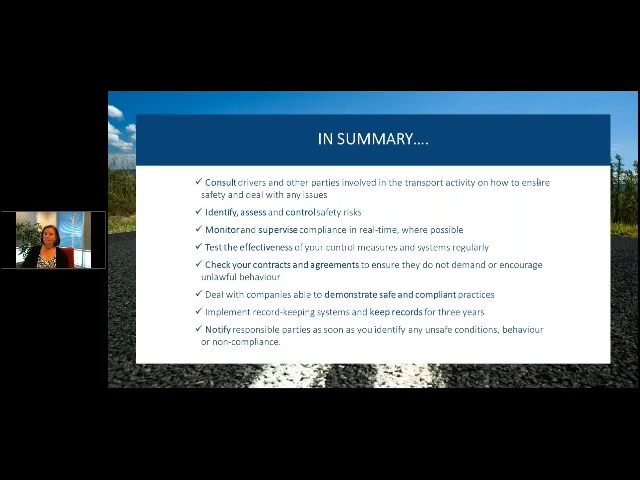 IN SUMMARY....
✓ Consult drivers and other parties involved in the transport activity on how to ensure
safety and deal with any issues
✓ Identify, assess and control safety risks
✓ Monitor and supervise compliance in real-time, where possible
✓ Test the effectiveness of your control measures and systems regularly
✓ Check your contracts and agreements to ensure they do not demand or encourage
unlawful behaviour
✓ Deal with companies able to demonstrate safe and compliant practices
✓ Implement record-keeping systems and keep records for three years
✓ Notify responsible parties as soon as you identify any unsafe conditions, behaviour
or non-compliance.